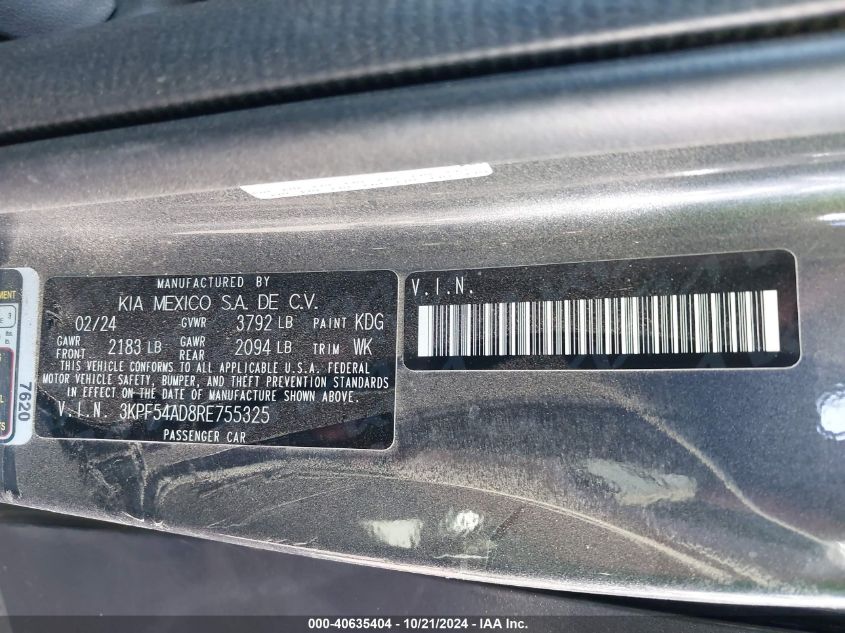 MANUFACTURED BY
KIA MEXICO S.A. DE C.V.
02/24 GVWR 3792 LB PAINT KDG
GAWR FRONT 2183 LB GAWR REAR 2094 LB TRIM WK
THIS VEHICLE CONFORMS TO ALL APPLICABLE U.S.A. FEDERAL
MOTOR VEHICLE SAFETY, BUMPER, AND THEFT PREVENTION STANDARDS
IN EFFECT ON THE DATE OF MANUFACTURE SHOWN ABOVE.
V.I.N. 3KPF54AD8RE755325
PASSENGER CAR
V.I.N.
7620
000-40635404 - 10/21/2024 - © IAA, Inc.